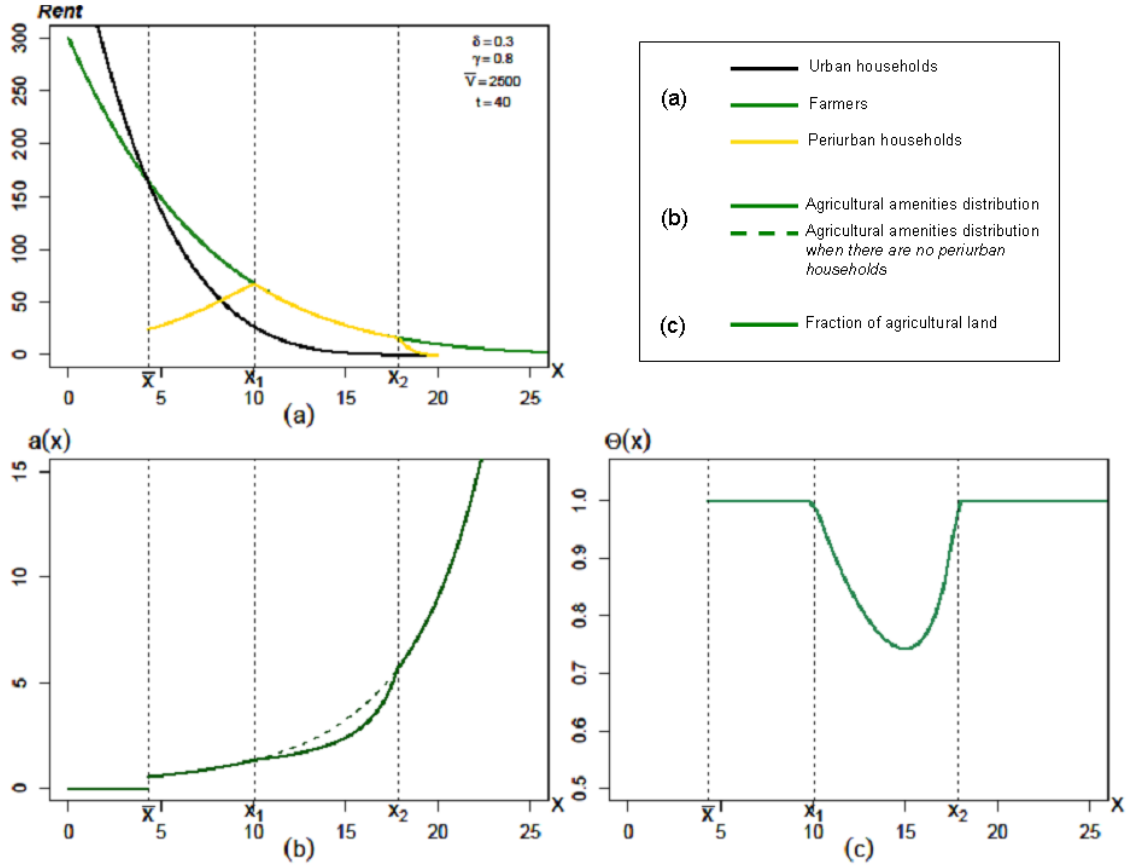 Rent
300
250
200
150
100
50
0
δ = 0.3
γ = 0.8
V̅ = 2500
t = 40
x̅
x₁
x₂
X
0 5 10 15 20 25
(a)
(a)
Urban households
Farmers
Periurban households
(b)
Agricultural amenities distribution
Agricultural amenities distribution
when there are no periurban
households
(c)
Fraction of agricultural land
a(x)
15
10
5
0
x̅
x₁
x₂
X
0 5 10 15 20 25
(b)
Θ(x)
1.0
0.9
0.8
0.7
0.6
0.5
x̅
x₁
x₂
X
0 5 10 15 20 25
(c)